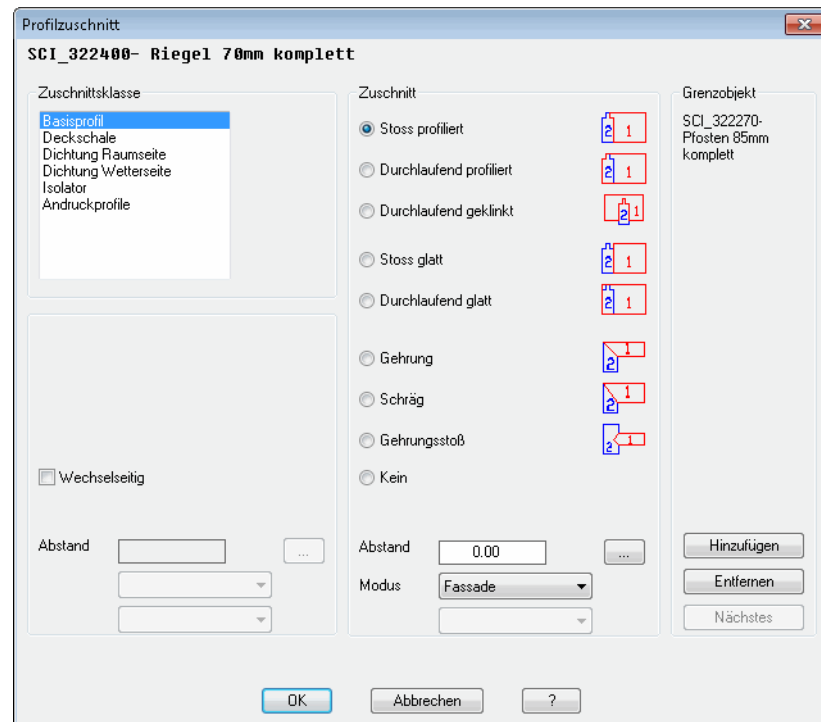 Profilzuschnitt
SCI_322400- Riegel 70mm komplett
Zuschnittsklasse
Basisprofil
Deckschale
Dichtung Raumseite
Dichtung Wetterseite
Isolator
Andruckprofile
Wechselseitig
Abstand
...
Zuschnitt
Stoss profiliert
2 1
Durchlaufend profiliert
2 1
Durchlaufend geklinkt
2 1
Stoss glatt
2 1
Durchlaufend glatt
2 1
Gehrung
2 1
Schräg
2 1
Gehrungsstoß
2 1
Kein
Abstand
0.00
...
Modus
Fassade
Grenzobjekt
SCI_322270-
Pfosten 85mm
komplett
Hinzufügen
Entfernen
Nächstes
OK
Abbrechen
?